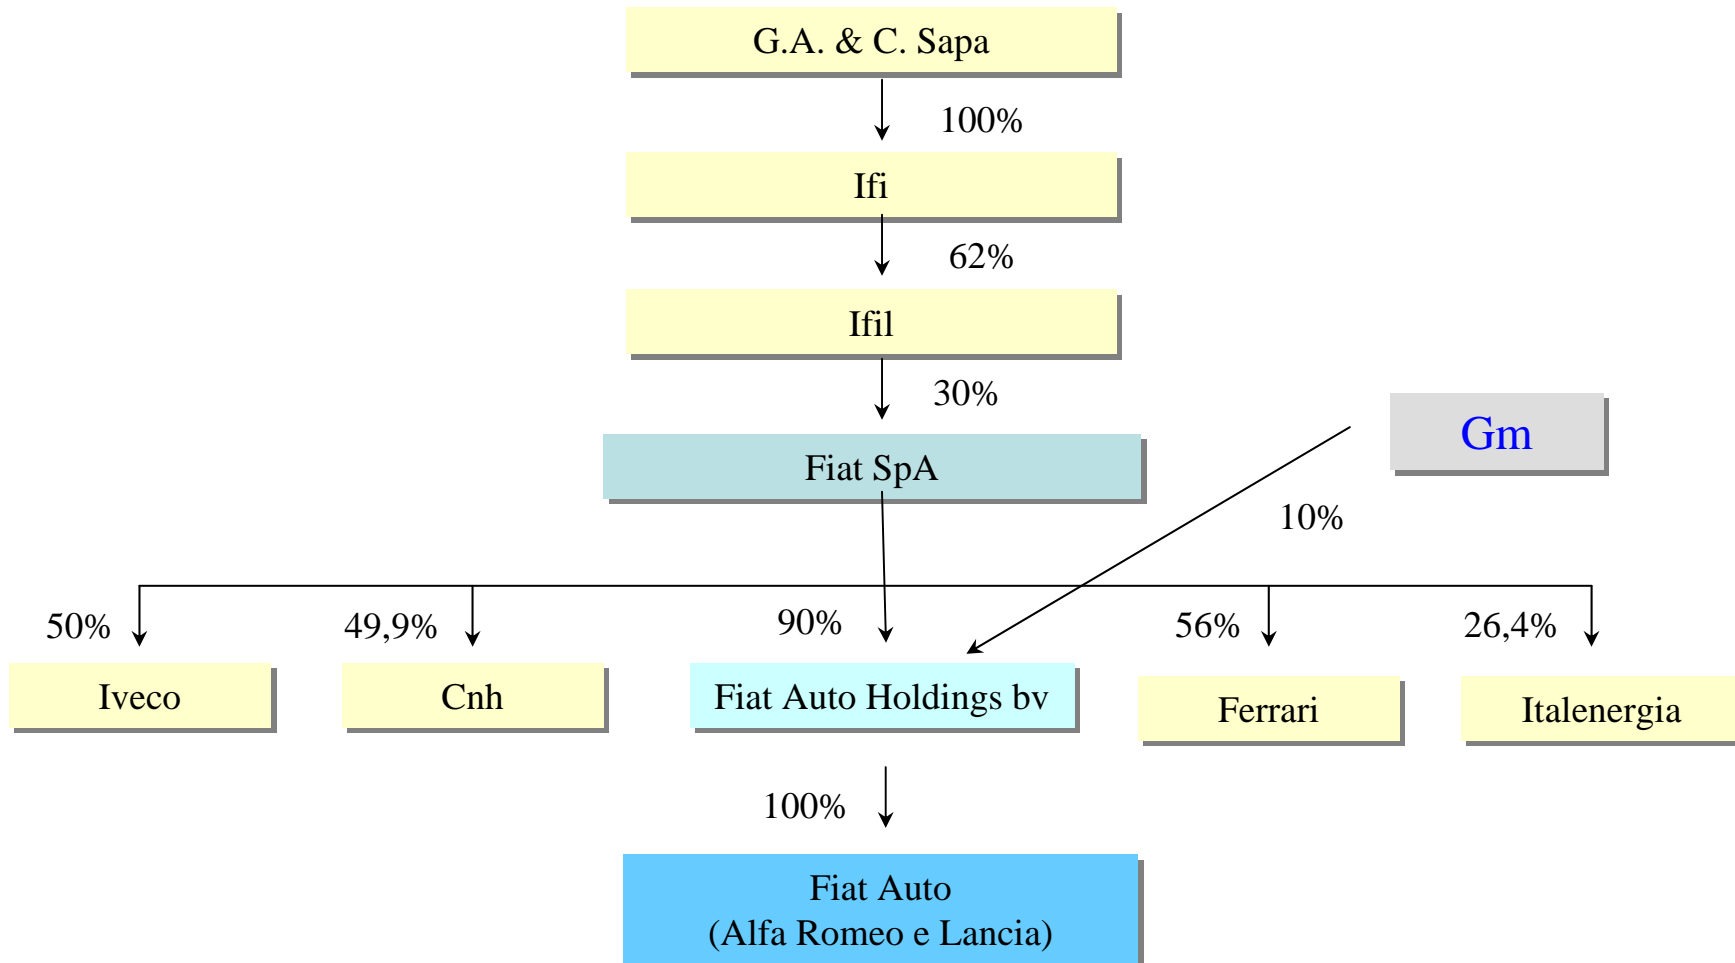 G.A. & C. Sapa
100%
Ifi
62%
Ifil
30%
Gm
Fiat SpA
10%
50%
49,9%
90%
56%
26,4%
Iveco
Cnh
Fiat Auto Holdings bv
Ferrari
Italenergia
100%
Fiat Auto
(Alfa Romeo e Lancia)